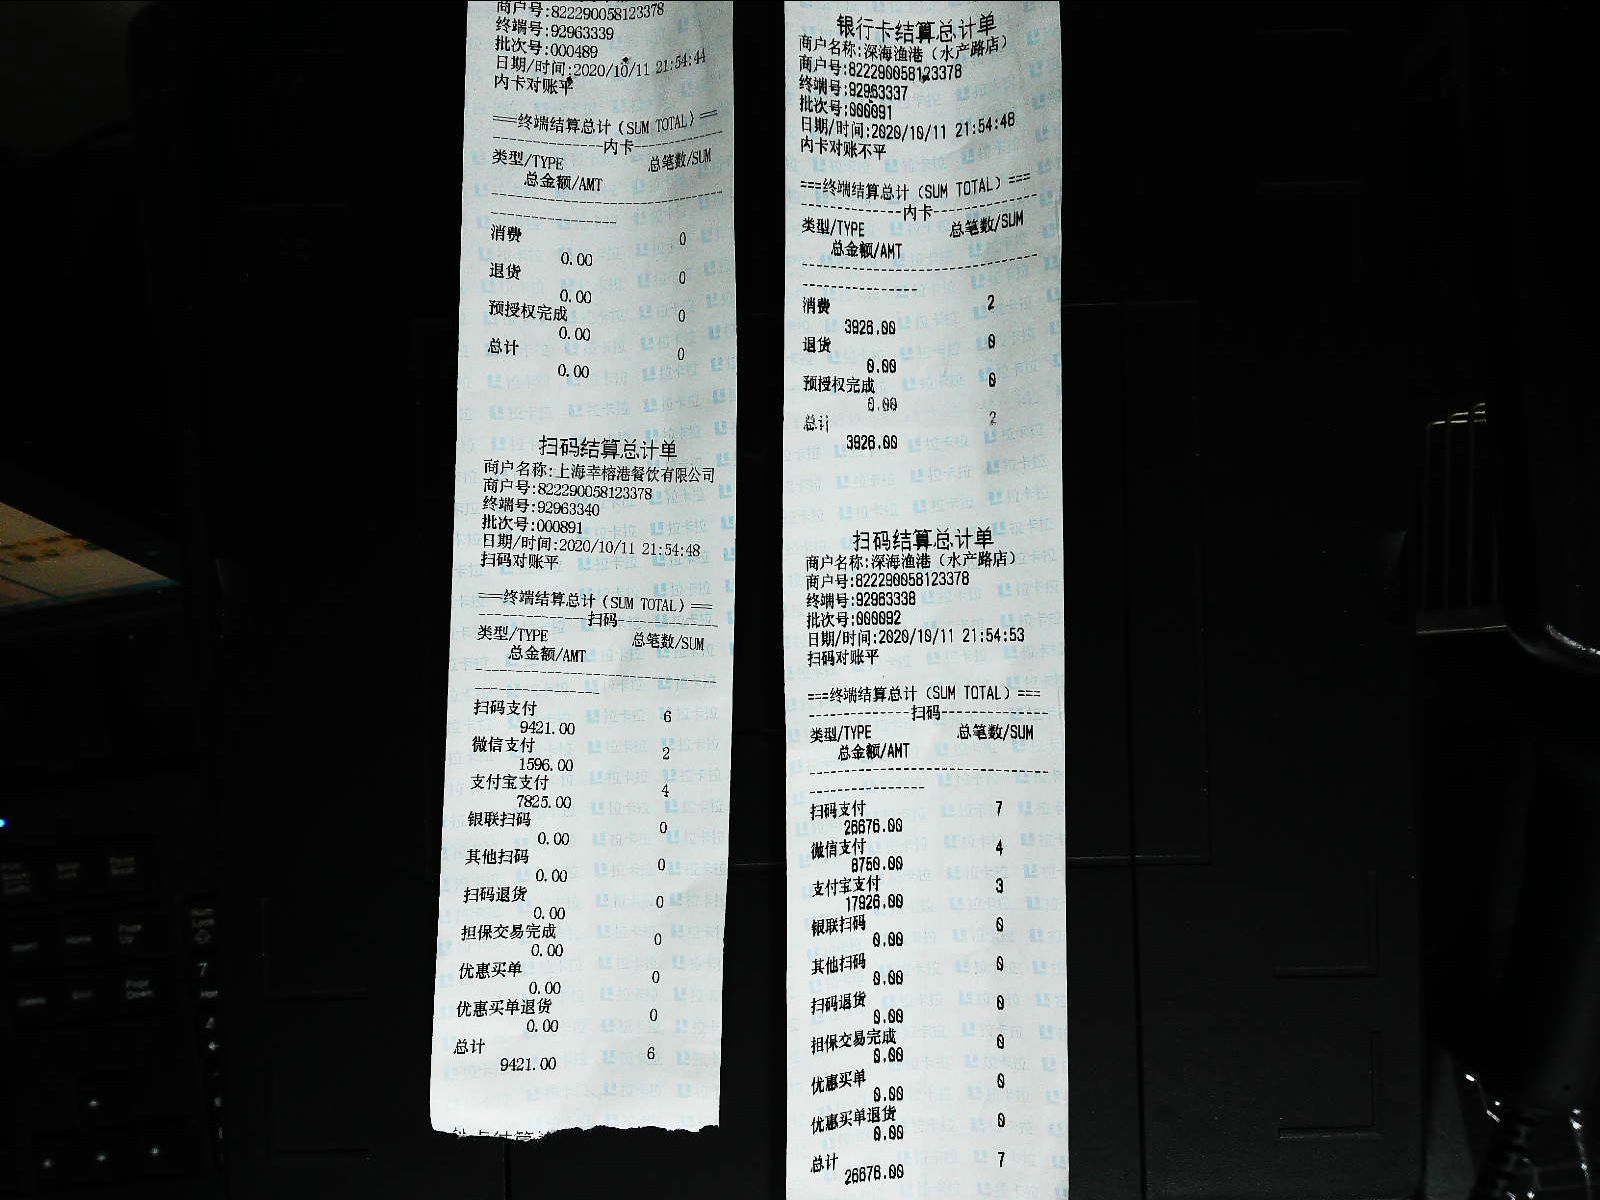 商户号:822290058123378
终端号:92963339
批次号:000489
日期/时间:2020/10/11 21:54:44
内卡对账平
===终端结算总计（SUM TOTAL）===
内卡
类型/TYPE 总笔数/SUM
总金额/AMT
消费 0
0.00
退货 0
0.00
预授权完成 0
0.00
总计 0
0.00
扫码结算总计单
商户名称:上海幸榕港餐饮有限公司
商户号:822290058123378
终端号:92963340
批次号:000891
日期/时间:2020/10/11 21:54:48
扫码对账平
===终端结算总计（SUM TOTAL）===
扫码
类型/TYPE 总笔数/SUM
总金额/AMT
扫码支付 6
9421.00
微信支付 2
1596.00
支付宝支付 4
7825.00
银联扫码 0
0.00
其他扫码 0
0.00
扫码退货 0
0.00
担保交易完成 0
0.00
优惠买单 0
0.00
优惠买单退货 0
0.00
总计 6
9421.00
银行卡结算总计单
商户名称:深海渔港（水产路店）
商户号:822290058123378
终端号:92963337
批次号:000091
日期/时间:2020/10/11 21:54:48
内卡对账不平
===终端结算总计（SUM TOTAL）===
内卡
类型/TYPE 总笔数/SUM
总金额/AMT
消费 2
3926.00
退货 0
0.00
预授权完成 0
0.00
总计 2
3926.00
扫码结算总计单
商户名称:深海渔港（水产路店）
商户号:822290058123378
终端号:92963338
批次号:000092
日期/时间:2020/10/11 21:54:53
扫码对账平
===终端结算总计（SUM TOTAL）===
扫码
类型/TYPE 总笔数/SUM
总金额/AMT
扫码支付 7
26676.00
微信支付 4
8750.00
支付宝支付 3
17926.00
银联扫码 0
0.00
其他扫码 0
0.00
扫码退货 0
0.00
担保交易完成 0
0.00
优惠买单 0
0.00
优惠买单退货 0
0.00
总计 7
26676.00